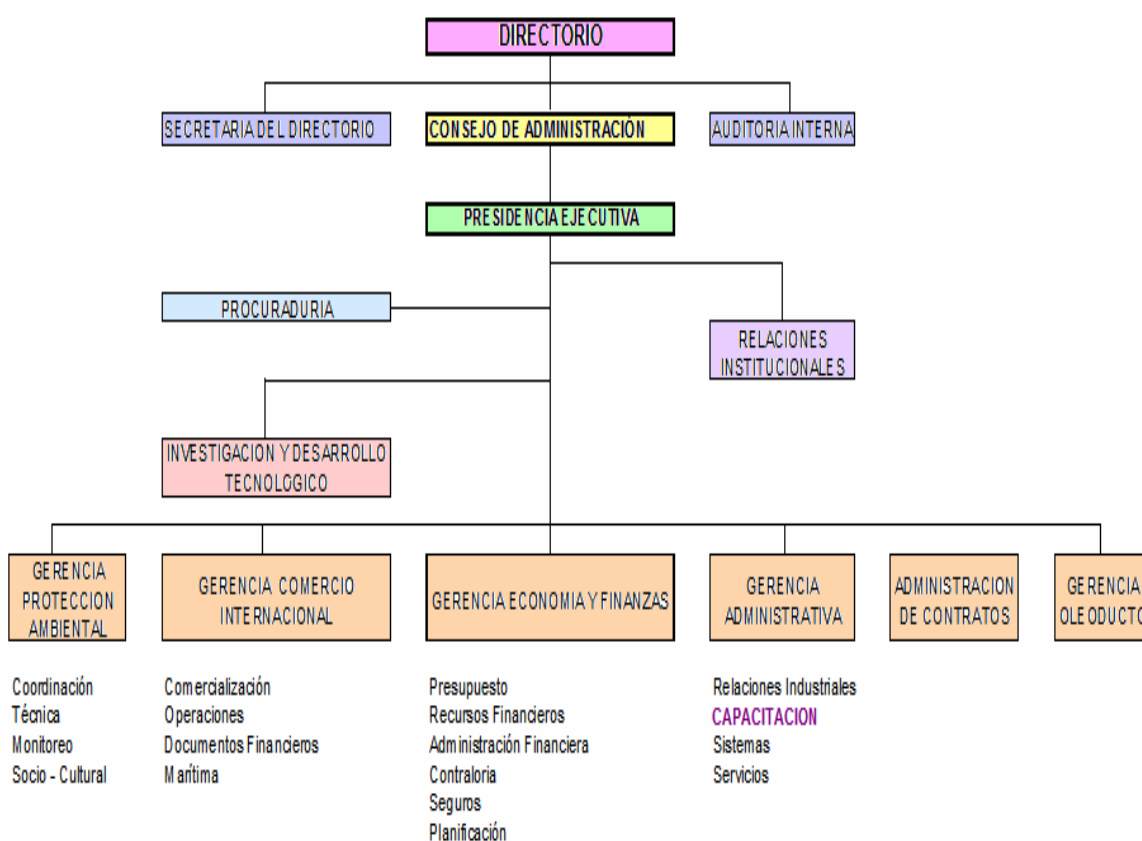 DIRECTORIO
SECRETARIA DEL DIRECTORIO
CONSEJO DE ADMINISTRACIÓN
AUDITORIA INTERNA
PRESIDENCIA EJECUTIVA
PROCURADURIA
RELACIONES
INSTITUCIONALES
INVESTIGACION Y DESARROLLO
TECNOLOGICO
GERENCIA
PROTECCION
AMBIENTAL
GERENCIA COMERCIO
INTERNACIONAL
GERENCIA ECONOMIA Y FINANZAS
GERENCIA
ADMINISTRATIVA
ADMINISTRACION
DE CONTRATOS
GERENCIA
OLEODUCTO
Coordinación
Técnica
Monitoreo
Socio - Cultural
Comercialización
Operaciones
Documentos Financieros
Marítima
Presupuesto
Recursos Financieros
Administración Financiera
Contraloria
Seguros
Planificación
Relaciones Industriales
CAPACITACION
Sistemas
Servicios